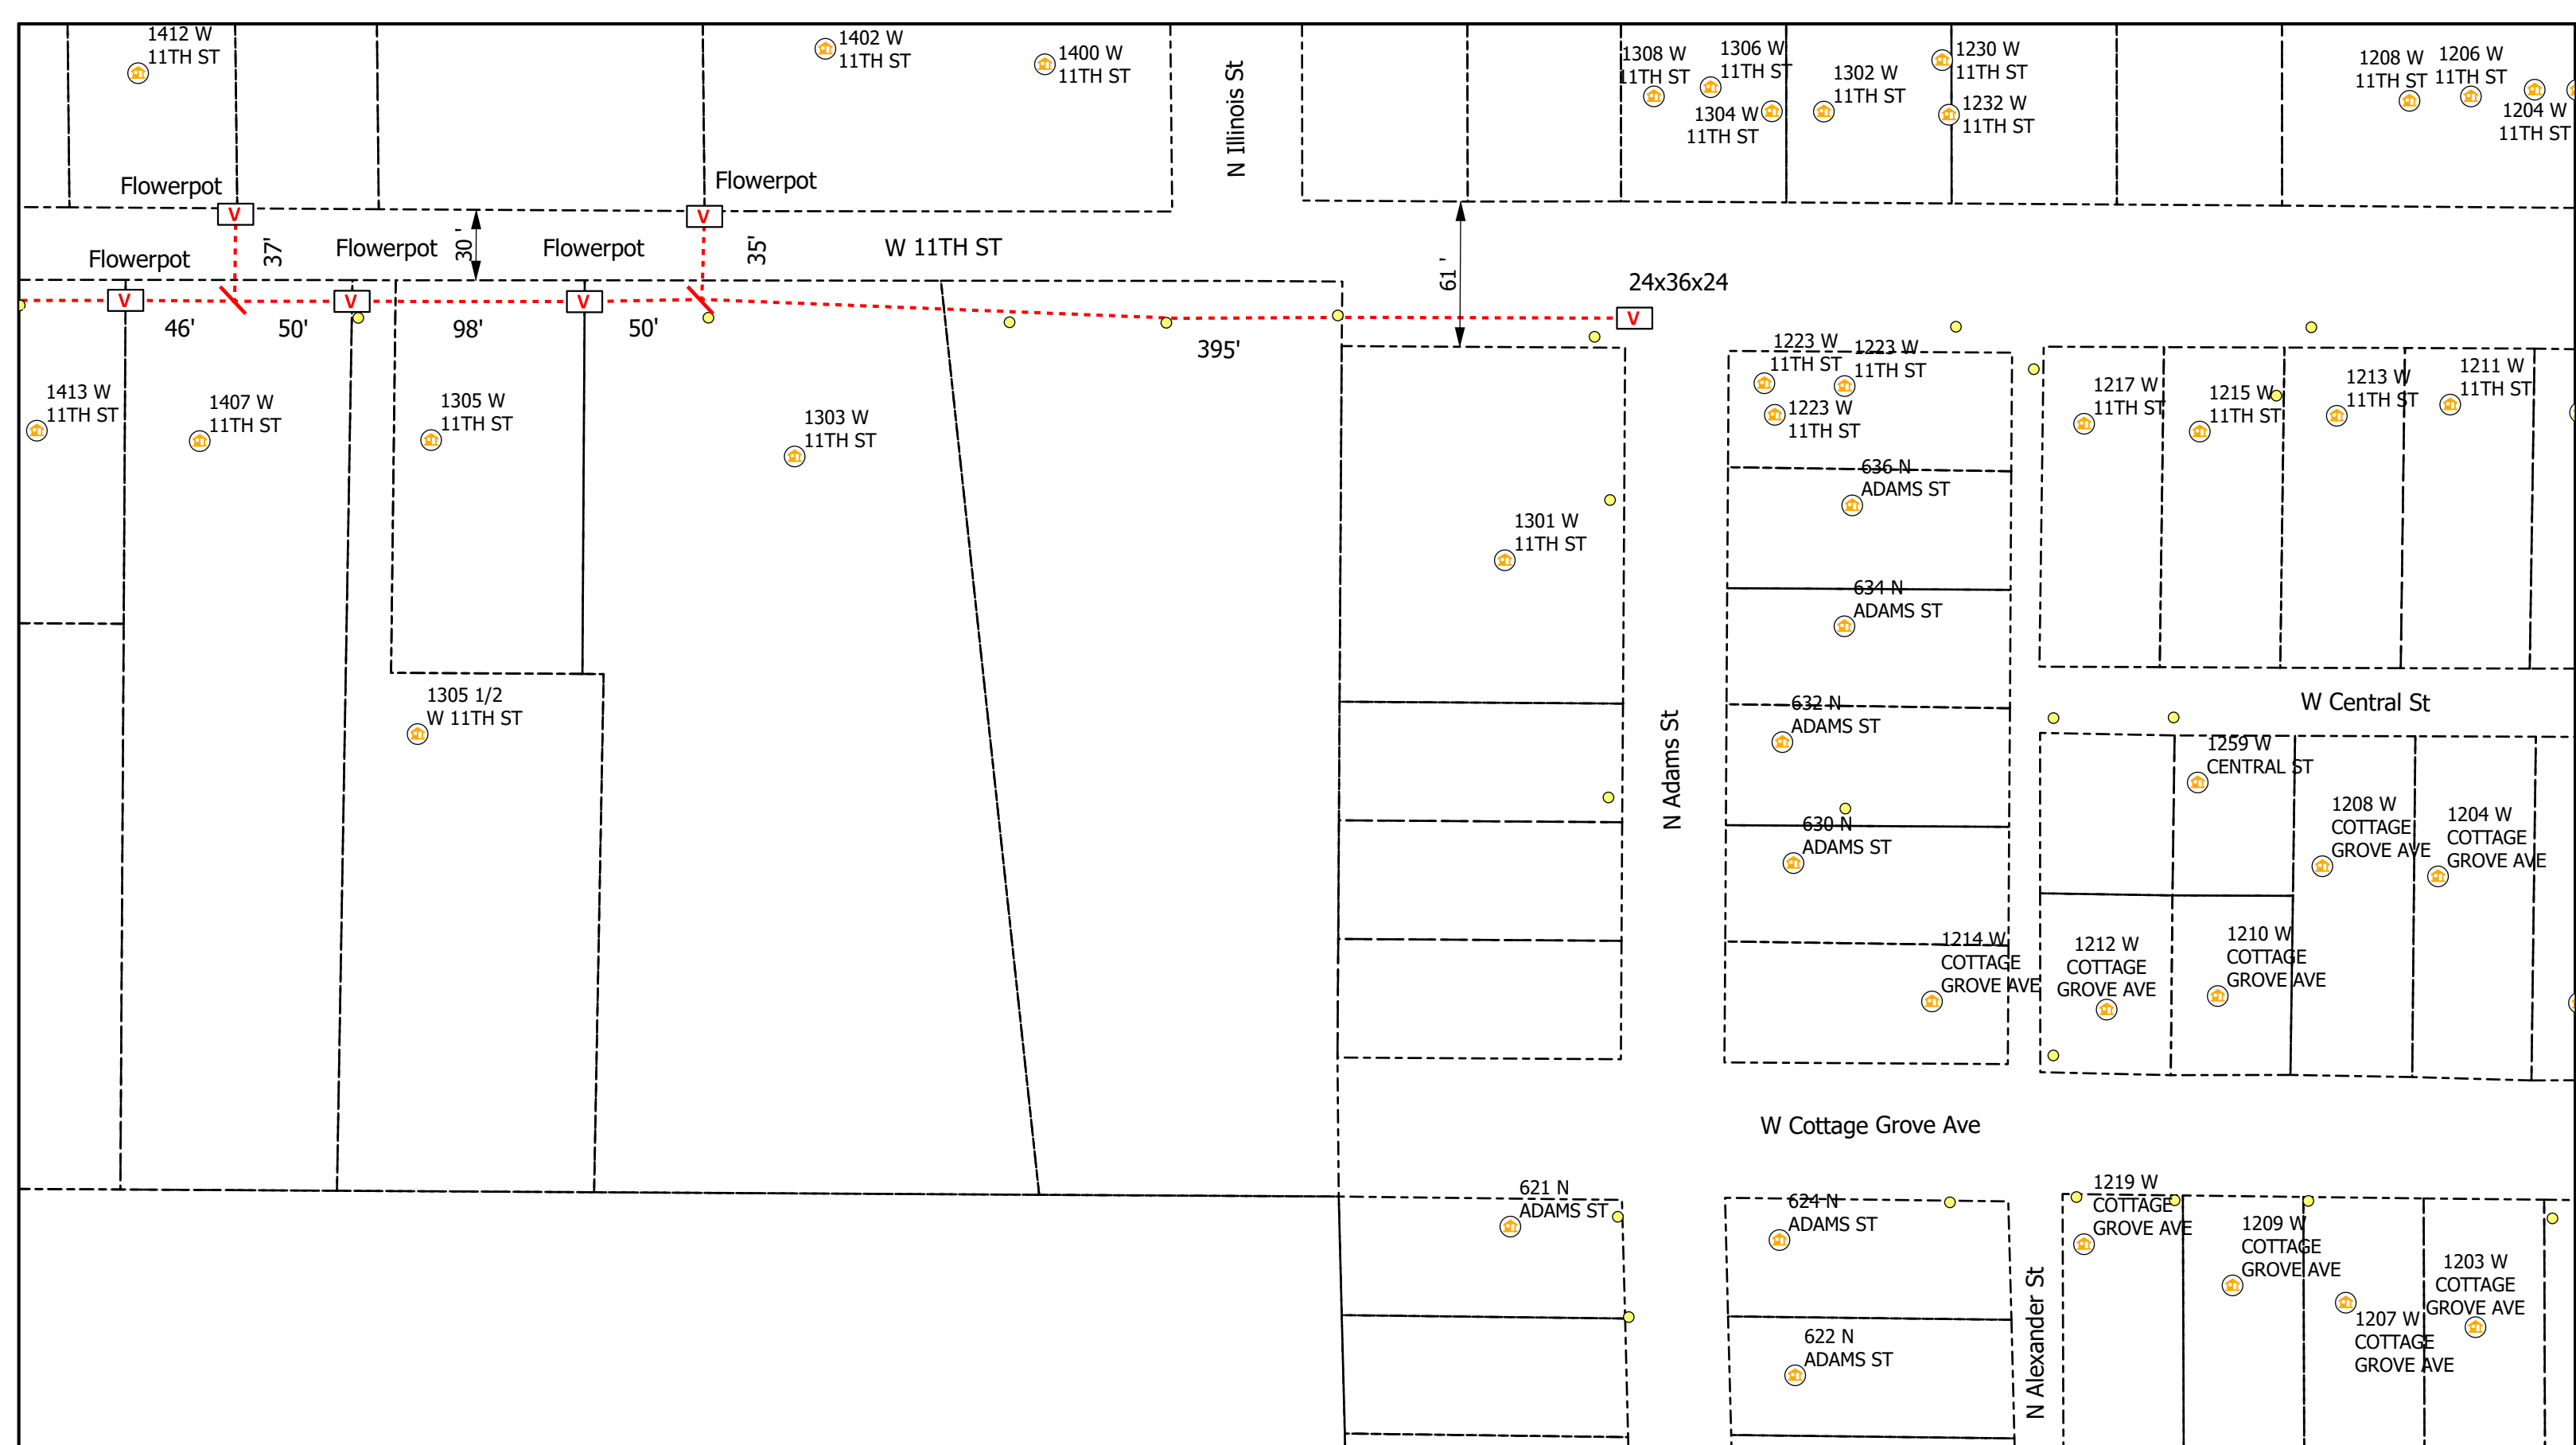 1412 W
11TH ST
1402 W
11TH ST
1400 W
11TH ST
N Illinois St
1308 W
11TH ST
1306 W
11TH ST
1304 W
11TH ST
1302 W
11TH ST
1230 W
11TH ST
1232 W
11TH ST
1208 W
11TH ST
1206 W
11TH ST
1204 W
11TH ST
Flowerpot
Flowerpot
V
V
Flowerpot
37'
Flowerpot
30 '
Flowerpot
35'
W 11TH ST
61 '
24x36x24
V
V
V
V
46'
50'
98'
50'
395'
1413 W
11TH ST
1407 W
11TH ST
1305 W
11TH ST
1303 W
11TH ST
1223 W
11TH ST
1223 W
11TH ST
1223 W
11TH ST
1217 W
11TH ST
1215 W
11TH ST
1213 W
11TH ST
1211 W
11TH ST
636 N
ADAMS ST
1301 W
11TH ST
634 N
ADAMS ST
1305 1/2
W 11TH ST
N Adams St
632 N
ADAMS ST
W Central St
1259 W
CENTRAL ST
630 N
ADAMS ST
1208 W
COTTAGE
GROVE AVE
1204 W
COTTAGE
GROVE AVE
1214 W
COTTAGE
GROVE AVE
1212 W
COTTAGE
GROVE AVE
1210 W
COTTAGE
GROVE AVE
W Cottage Grove Ave
621 N
ADAMS ST
624 N
ADAMS ST
1219 W
COTTAGE
GROVE AVE
1209 W
COTTAGE
GROVE AVE
1203 W
COTTAGE
GROVE AVE
1207 W
COTTAGE
GROVE AVE
622 N
ADAMS ST
N Alexander St